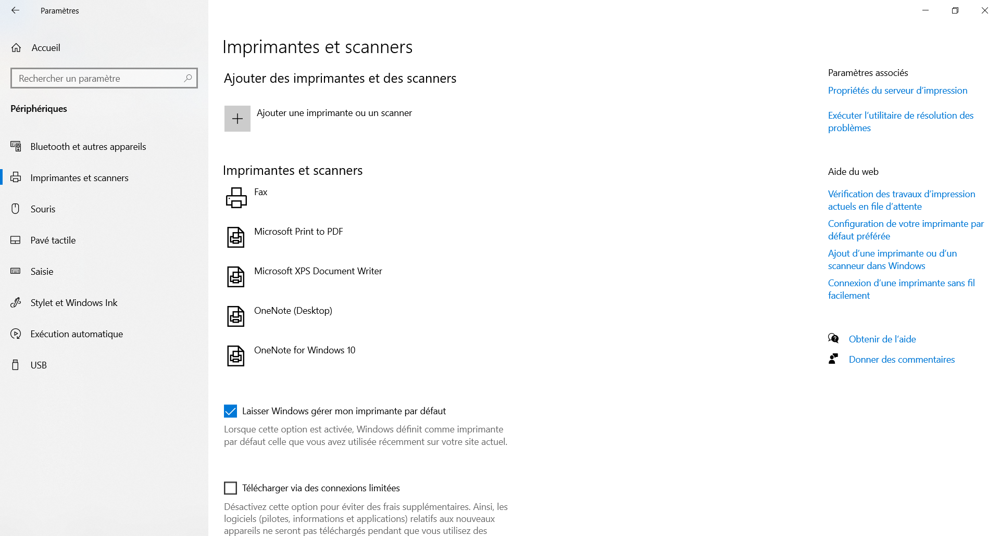 Paramètres
Accueil
Rechercher un paramètre
Périphériques
Bluetooth et autres appareils
Imprimantes et scanners
Souris
Pavé tactile
Saisie
Stylet et Windows Ink
Exécution automatique
USB
Imprimantes et scanners
Ajouter des imprimantes et des scanners
Ajouter une imprimante ou un scanner
Imprimantes et scanners
Fax
Microsoft Print to PDF
Microsoft XPS Document Writer
OneNote (Desktop)
OneNote for Windows 10
Laisser Windows gérer mon imprimante par défaut
Lorsque cette option est activée, Windows définit comme imprimante
par défaut celle que vous avez utilisée récemment sur votre site actuel.
Télécharger via des connexions limitées
Désactivez cette option pour éviter des frais supplémentaires. Ainsi, les
logiciels (pilotes, informations et applications) relatifs aux nouveaux
appareils ne seront pas téléchargés pendant que vous utilisez des
Paramètres associés
Propriétés du serveur d’impression
Exécuter l’utilitaire de résolution des
problèmes
Aide du web
Vérification des travaux d’impression
actuels en file d’attente
Configuration de votre imprimante par
défaut préférée
Ajout d’une imprimante ou d’un
scanneur dans Windows
Connexion d’une imprimante sans fil
facilement
Obtenir de l’aide
Donner des commentaires